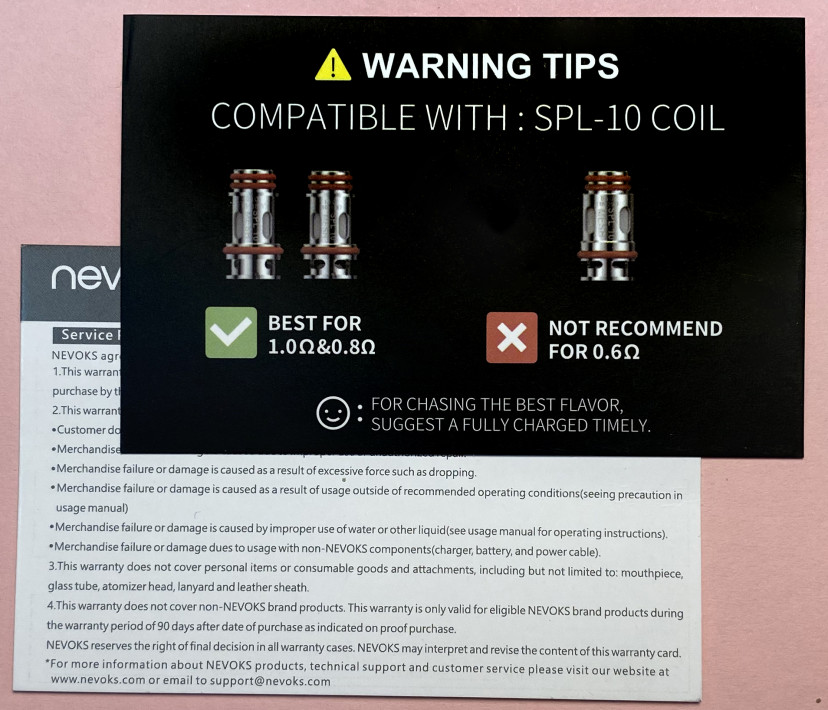 WARNING TIPS
COMPATIBLE WITH : SPL-10 COIL
BEST FOR
1.0Ω&0.8Ω
NOT RECOMMEND
FOR 0.6Ω
: FOR CHASING THE BEST FLAVOR,
SUGGEST A FULLY CHARGED TIMELY.
nev
Service
NEVOKS agr
1.This warran
purchase by th
2.This warrant
•Customer do
•Merchandise
•Merchandise failure or damage is caused as a result of excessive force such as dropping.
•Merchandise failure or damage is caused as a result of usage outside of recommended operating conditions(seeing precaution in
usage manual)
•Merchandise failure or damage is caused by improper use of water or other liquid(see usage manual for operating instructions).
•Merchandise failure or damage dues to usage with non-NEVOKS components(charger, battery, and power cable).
3.This warranty does not cover personal items or consumable goods and attachments, including but not limited to: mouthpiece,
glass tube, atomizer head, lanyard and leather sheath.
4.This warranty does not cover non-NEVOKS brand products. This warranty is only valid for eligible NEVOKS brand products during
the warranty period of 90 days after date of purchase as indicated on proof purchase.
NEVOKS reserves the right of final decision in all warranty cases. NEVOKS may interpret and revise the content of this warranty card.
*For more information about NEVOKS products, technical support and customer service please visit our website at
www.nevoks.com or email to support@nevoks.com